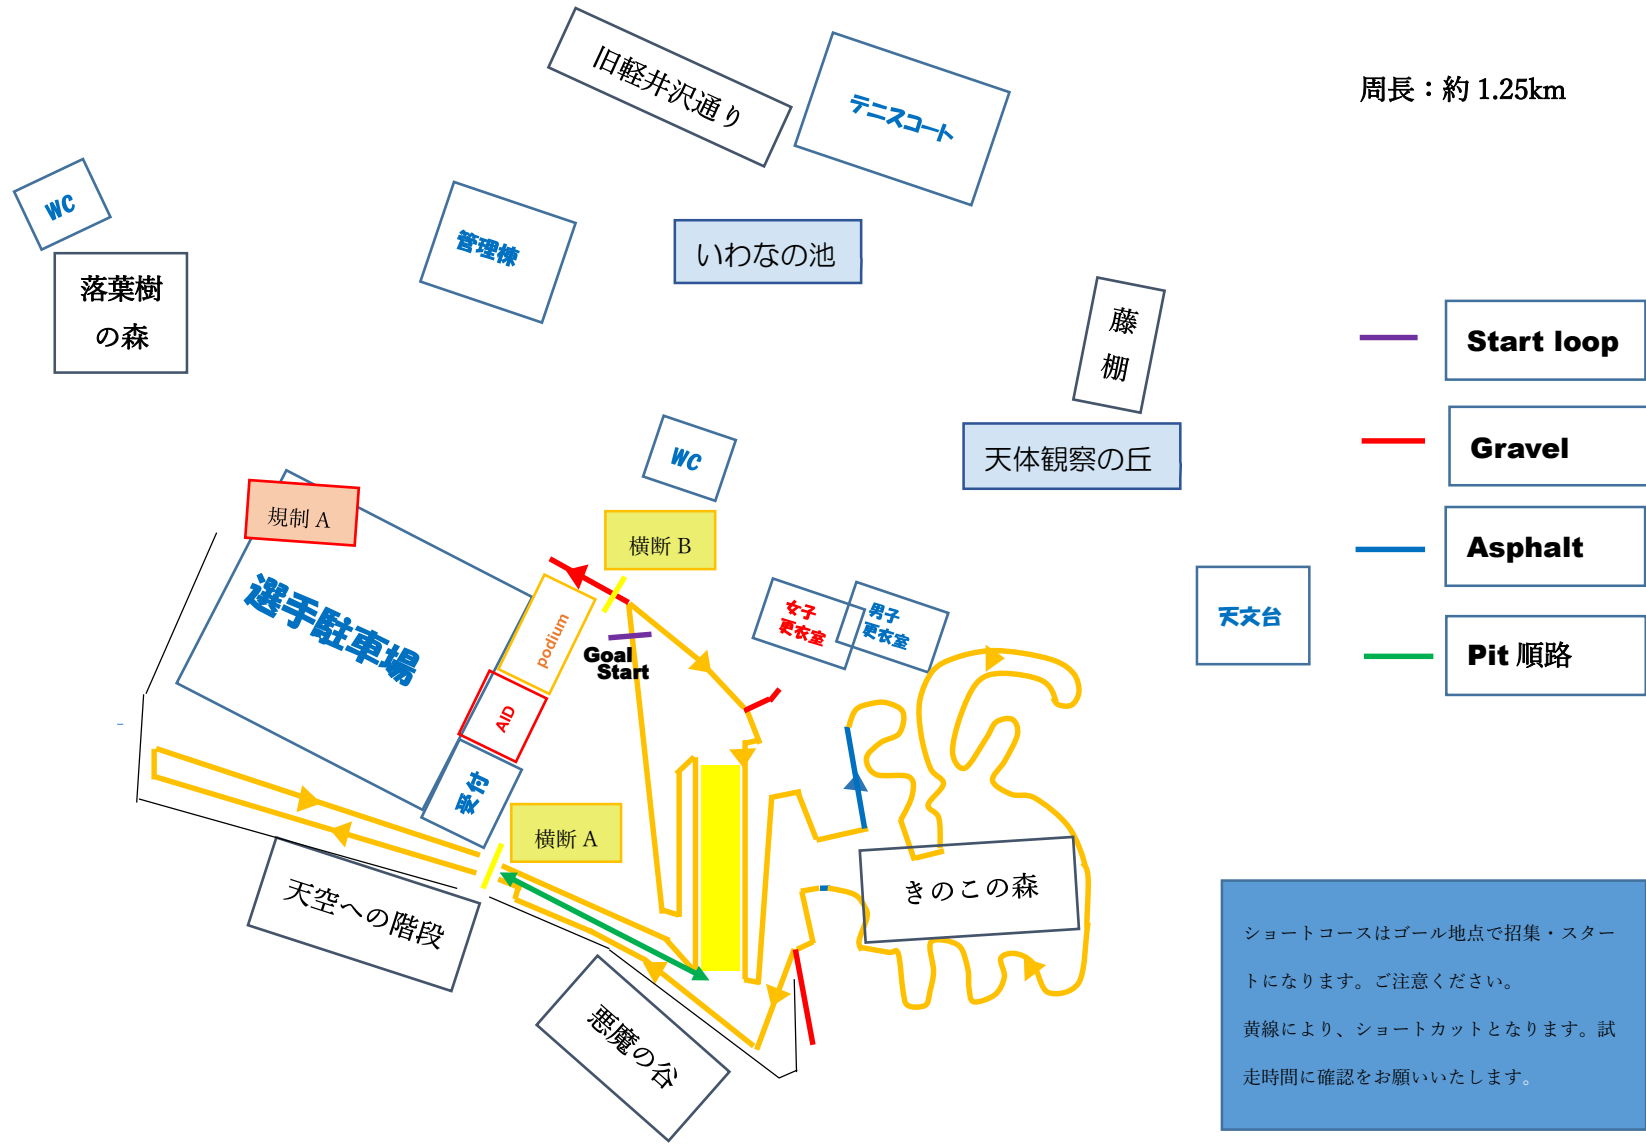 旧軽井沢通り
テニスコート
周長：約 1.25km
WC
管理棟
いわなの池
落葉樹
の森
藤
棚
Start loop
Gravel
天体観察の丘
WC
規制 A
横断 B
Asphalt
選手駐車場
podium
女子
更衣室
男子
更衣室
天文台
Goal
Start
Pit 順路
AID
受付
横断 A
天空への階段
きのこの森
悪魔の谷
ショートコースはゴール地点で招集・スター
トになります。ご注意ください。
黄線により、ショートカットとなります。試
走時間に確認をお願いいたします。